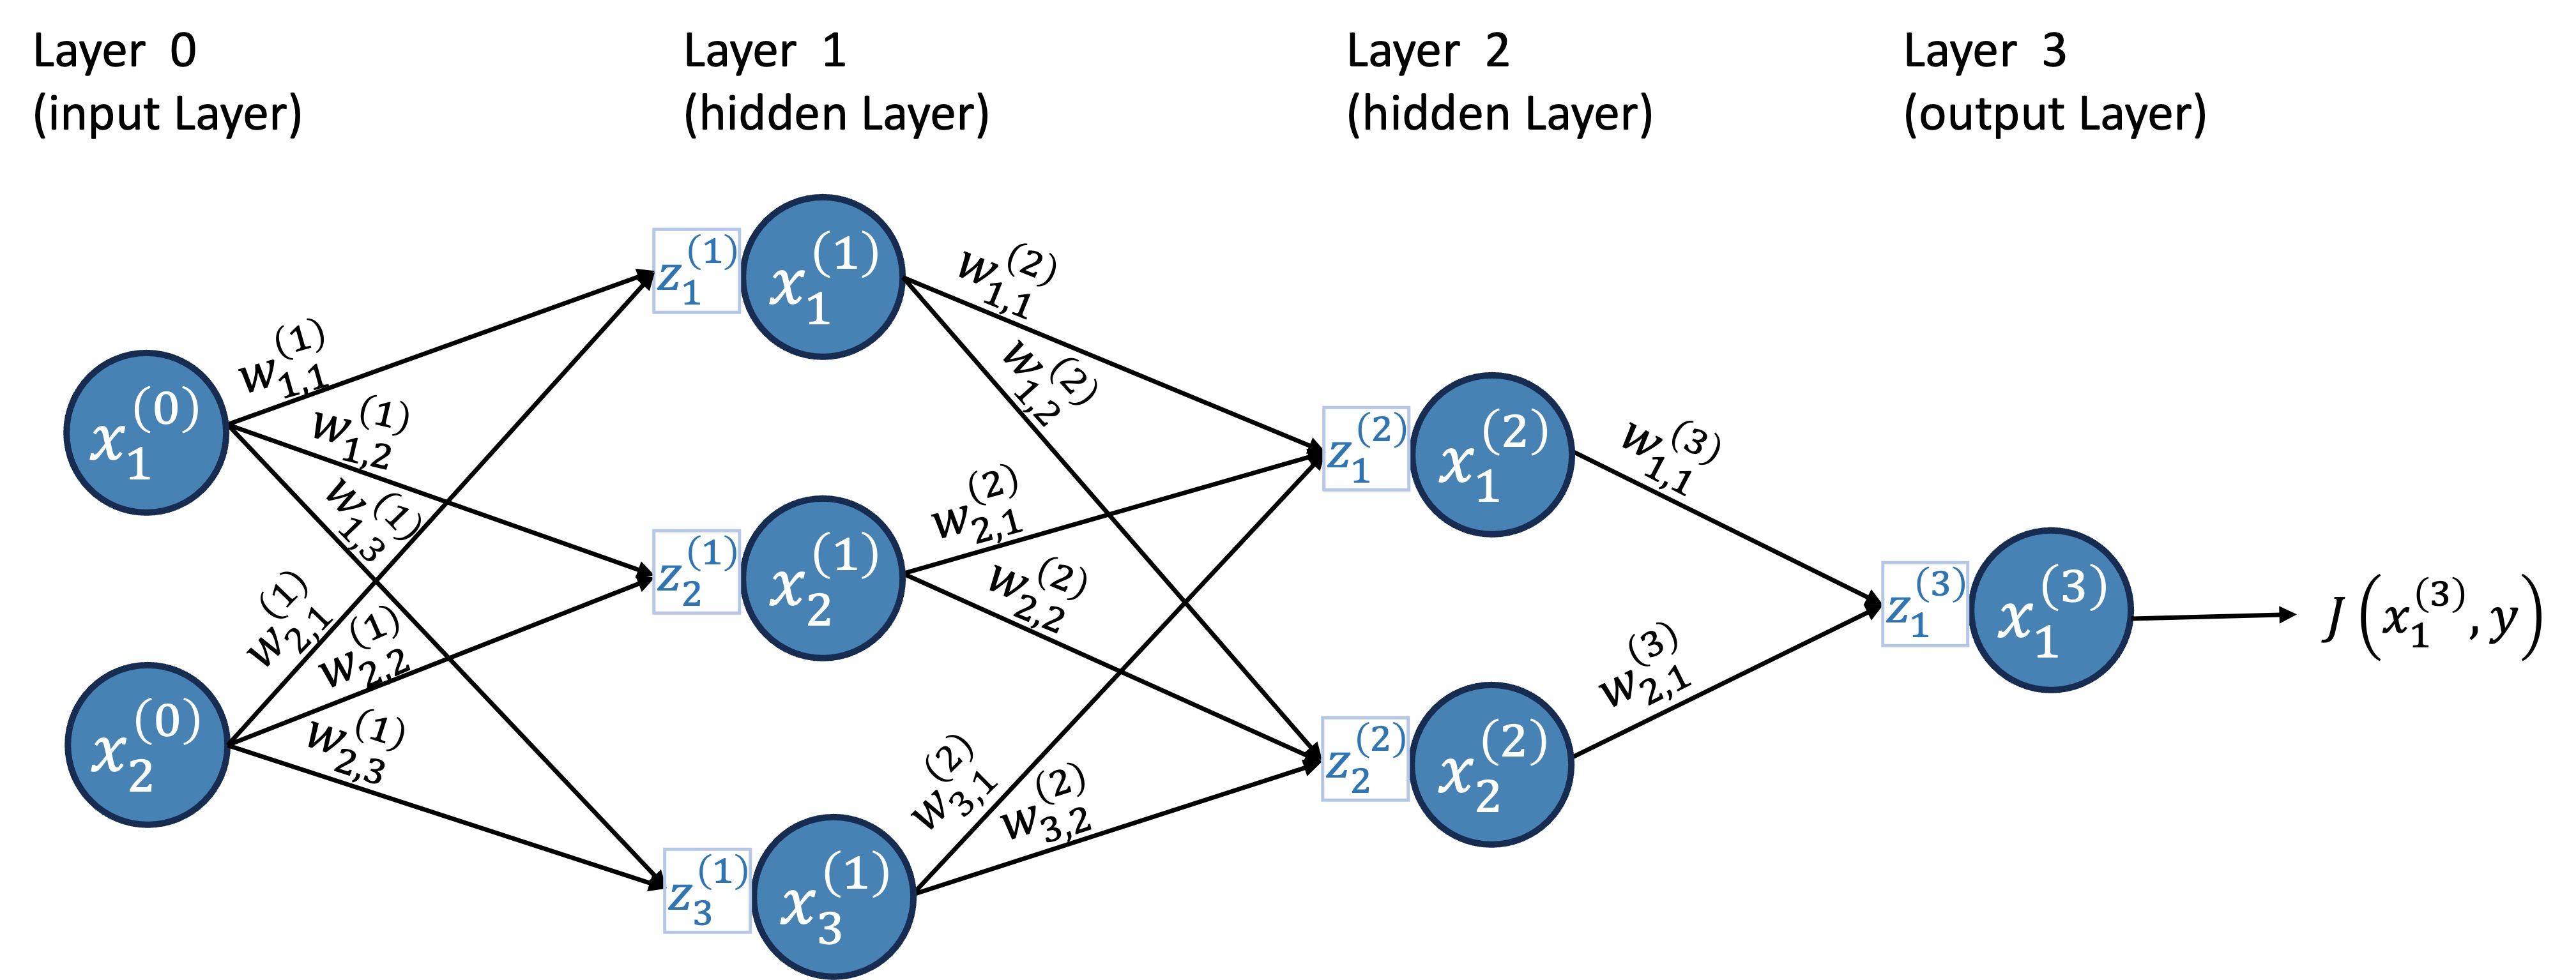 Layer 0
(input Layer)
Layer 1
(hidden Layer)
Layer 2
(hidden Layer)
Layer 3
(output Layer)
x_1^{(0)}
x_2^{(0)}
w_{1,1}^{(1)}
w_{1,2}^{(1)}
w_{1,3}^{(1)}
w_{2,1}^{(1)}
w_{2,2}^{(1)}
w_{2,3}^{(1)}
z_1^{(1)} x_1^{(1)}
z_2^{(1)} x_2^{(1)}
z_3^{(1)} x_3^{(1)}
w_{1,1}^{(2)}
w_{1,2}^{(2)}
w_{2,1}^{(2)}
w_{2,2}^{(2)}
w_{3,1}^{(2)}
w_{3,2}^{(2)}
z_1^{(2)} x_1^{(2)}
z_2^{(2)} x_2^{(2)}
w_{1,1}^{(3)}
w_{2,1}^{(3)}
z_1^{(3)} x_1^{(3)}
J(x_1^{(3)}, y)